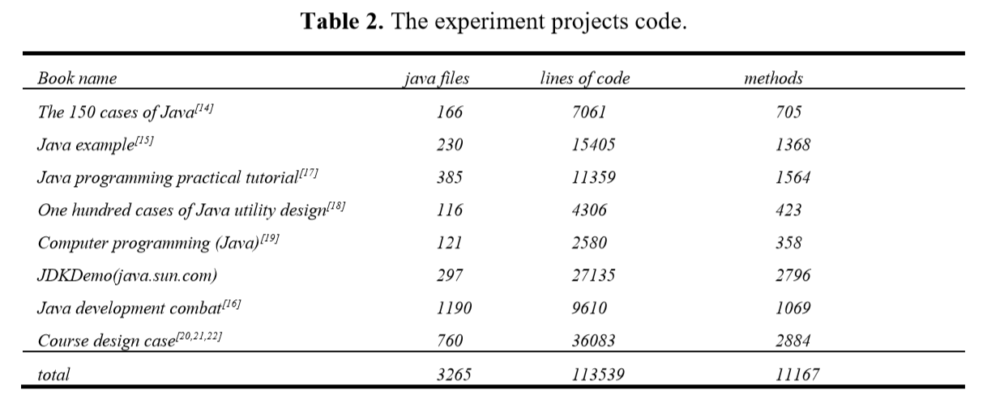 Table 2. The experiment projects code.
Book name java files lines of code methods
The 150 cases of Java[14] 166 7061 705
Java example[15] 230 15405 1368
Java programming practical tutorial[17] 385 11359 1564
One hundred cases of Java utility design[18] 116 4306 423
Computer programming (Java)[19] 121 2580 358
JDKDemo(java.sun.com) 297 27135 2796
Java development combat[16] 1190 9610 1069
Course design case[20,21,22] 760 36083 2884
total 3265 113539 11167